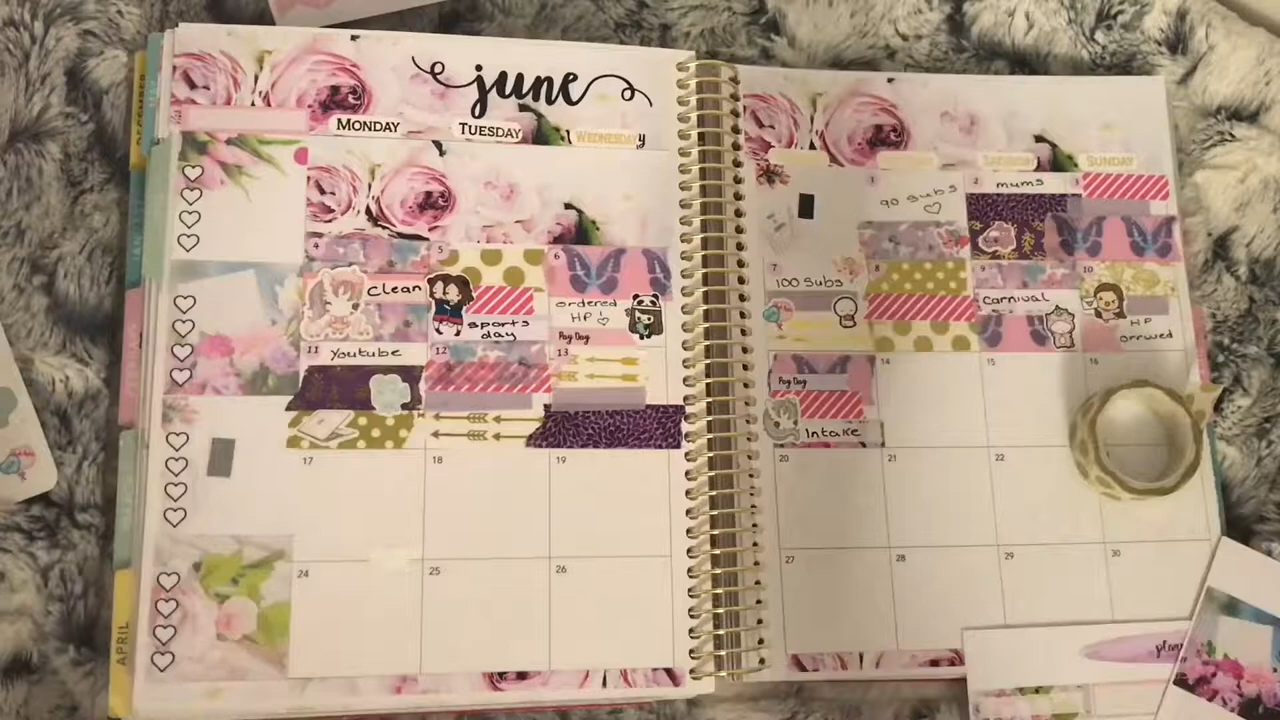 june
MONDAY
TUESDAY
WEDNESDAY
SUNDAY
1
2
90 subs
mums
4
5
6
7
8
9
10
clean
sports
day
ordered
HP
Pay Day
100 subs
Carnival
HP
arrived
11
12
13
14
15
16
Youtube
Pay Day
Intake
17
18
19
20
21
22
24
25
26
27
28
29
30
DECEMBER
APRIL